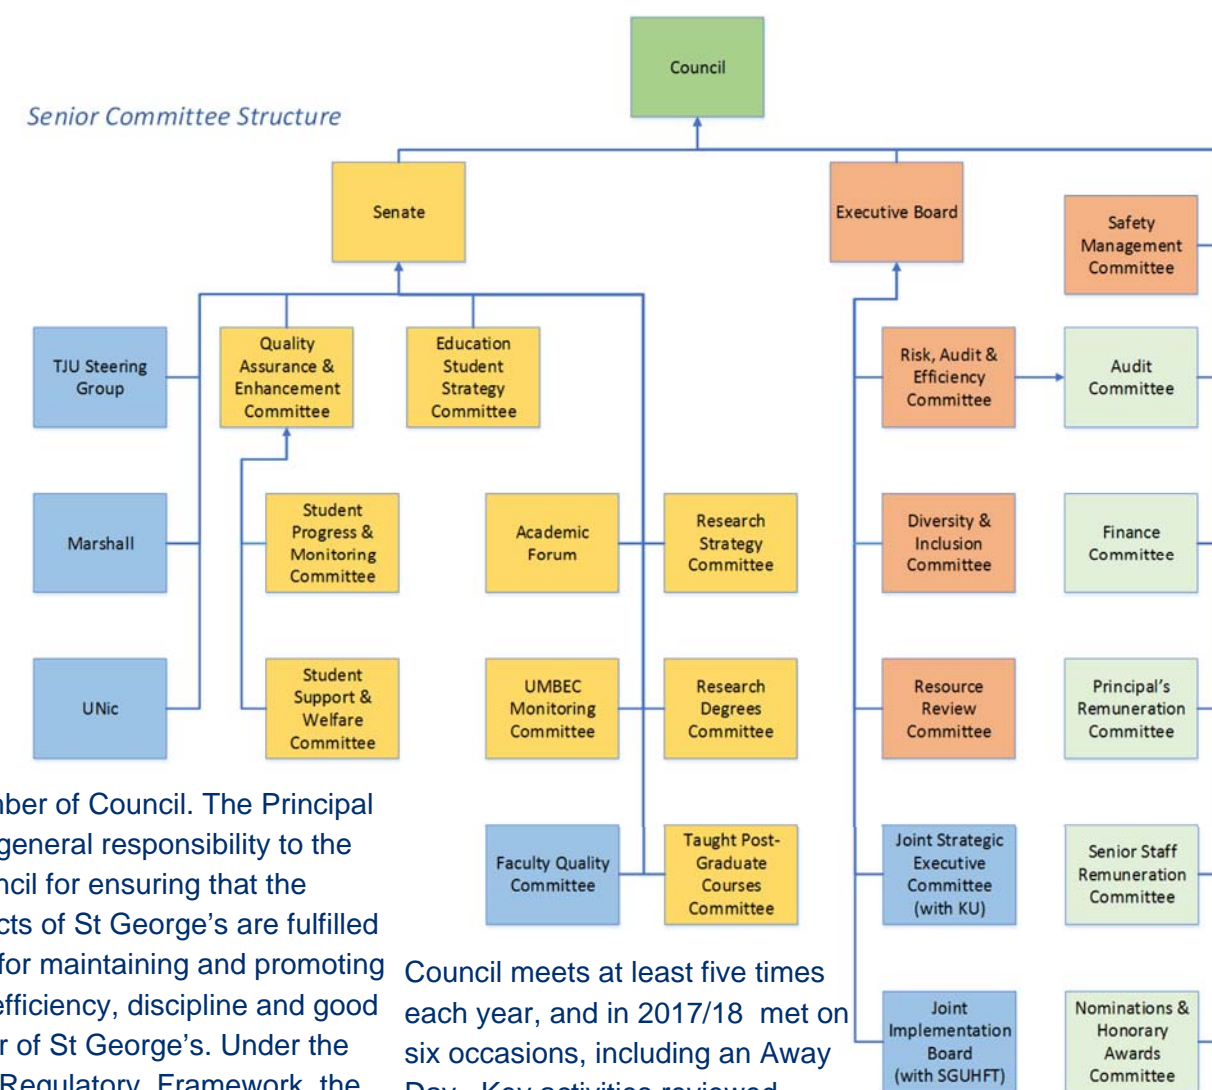 Council
Senior Committee Structure
Senate
Executive Board
Safety
Management
Committee
TJU Steering
Group
Quality
Assurance &
Enhancement
Committee
Education
Student
Strategy
Committee
Risk, Audit &
Efficiency
Committee
Audit
Committee
Marshall
Student
Progress &
Monitoring
Committee
Academic
Forum
Research
Strategy
Committee
Diversity &
Inclusion
Committee
Finance
Committee
UNic
Student
Support &
Welfare
Committee
UMBEC
Monitoring
Committee
Research
Degrees
Committee
Resource
Review
Committee
Principal's
Remuneration
Committee
Faculty Quality
Committee
Taught Post-
Graduate
Courses
Committee
Joint Strategic
Executive
Committee
(with KU)
Senior Staff
Remuneration
Committee
Joint
Implementation
Board
(with SGUHFT)
Nominations &
Honorary
Awards
Committee
of Council. The Principal
general responsibility to the
for ensuring that the
of St George's are fulfilled
for maintaining and promoting
efficiency, discipline and good
of St George's. Under the
Regulatory Framework, the
Council meets at least five times
each year, and in 2017/18 met on
six occasions, including an Away
Day. Key activities reviewed